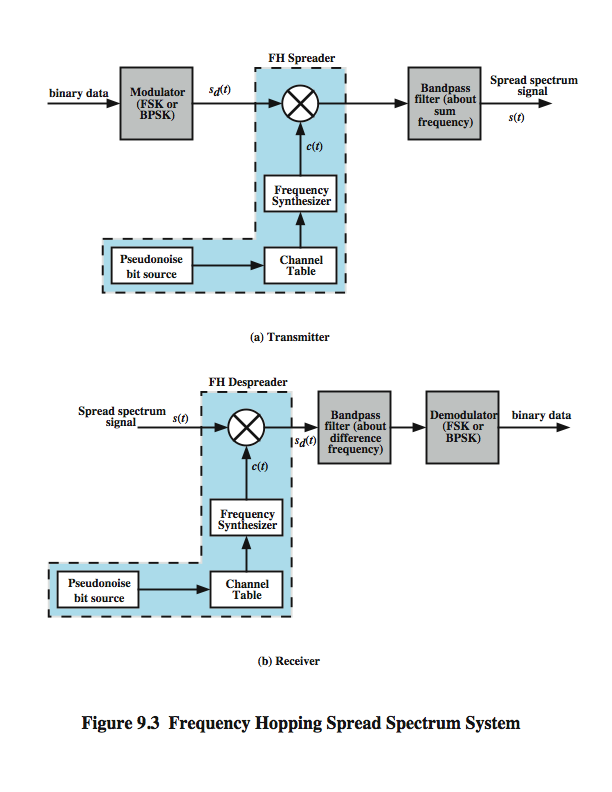 FH Spreader
binary data
Modulator
(FSK or
BPSK)
sd(t)
Bandpass
filter (about
sum
frequency)
Spread spectrum
signal
s(t)
c(t)
Frequency
Synthesizer
Pseudonoise
bit source
Channel
Table
(a) Transmitter
FH Despreader
Spread spectrum
signal
s(t)
sd(t)
Bandpass
filter (about
difference
frequency)
Demodulator
(FSK or
BPSK)
binary data
c(t)
Frequency
Synthesizer
Pseudonoise
bit source
Channel
Table
(b) Receiver
Figure 9.3 Frequency Hopping Spread Spectrum System